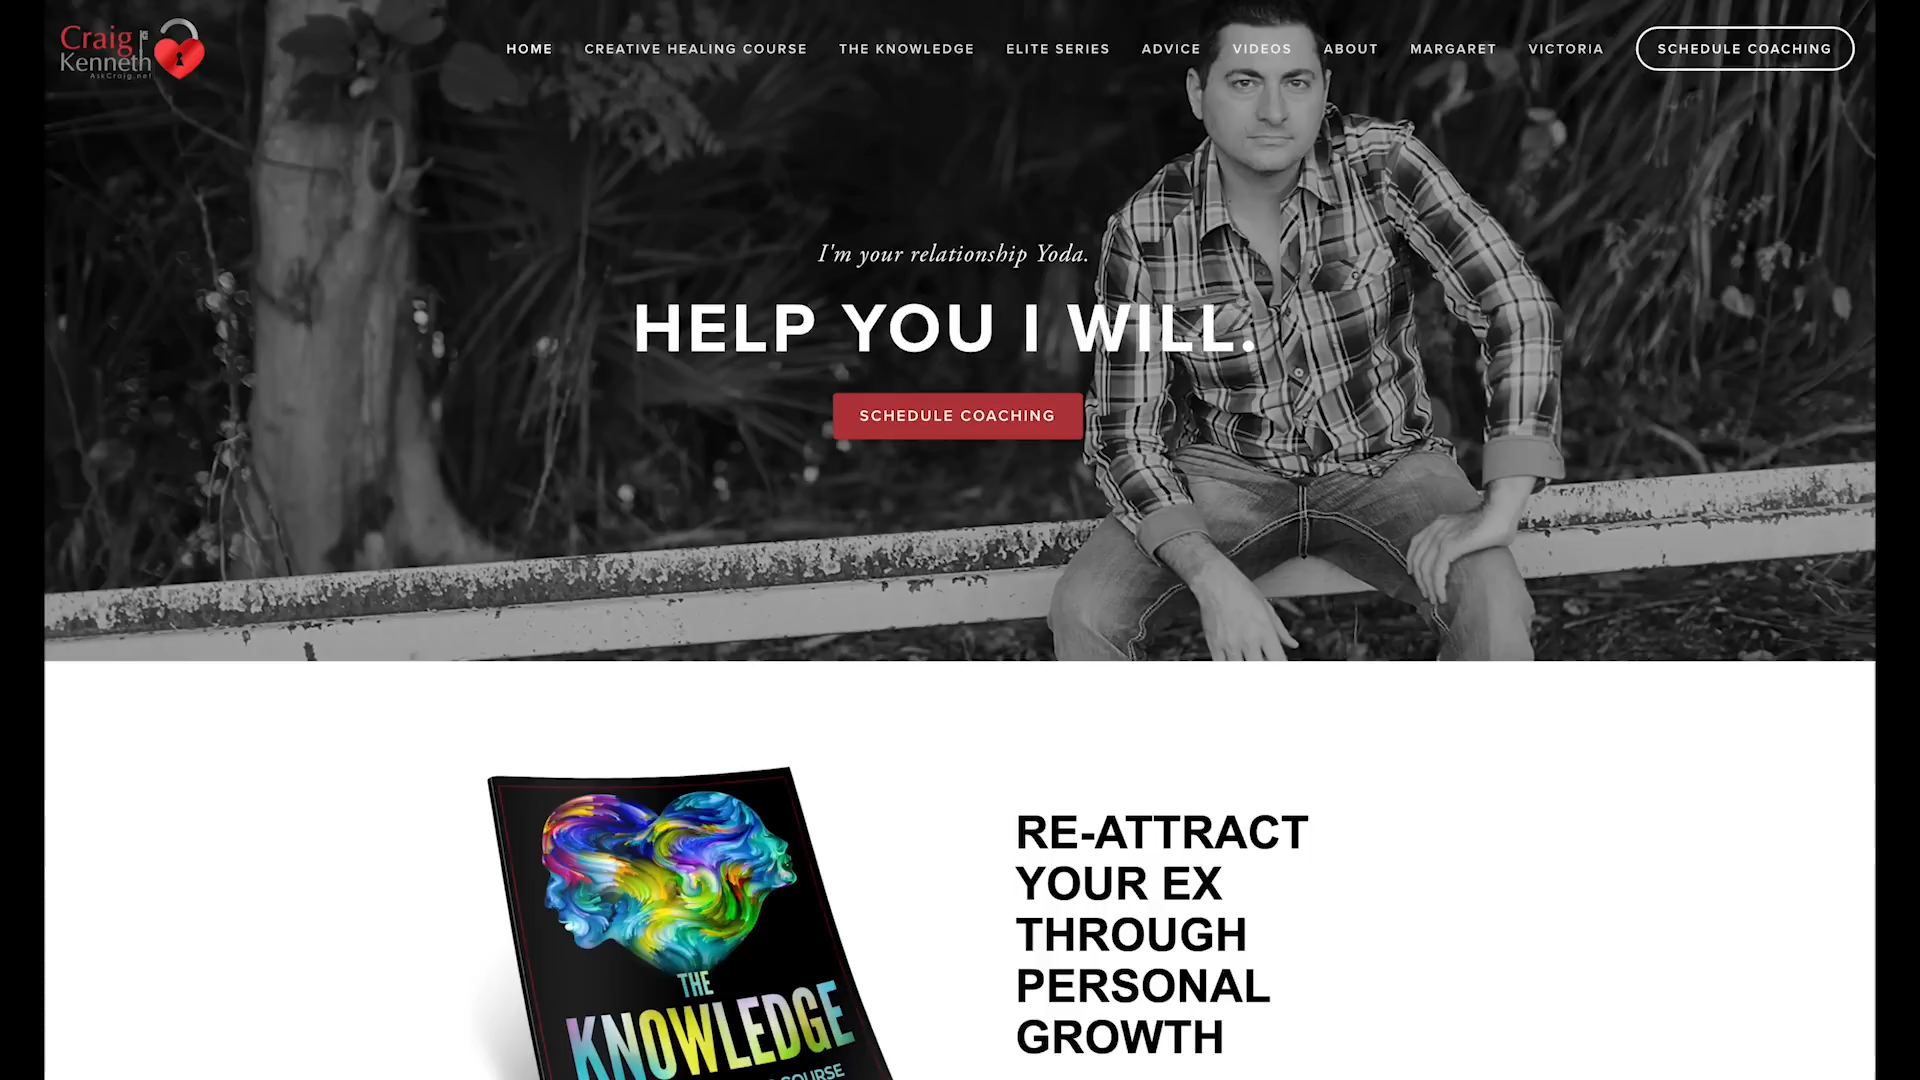 Craig
Kenneth
AskCraig.net
HOME CREATIVE HEALING COURSE THE KNOWLEDGE ELITE SERIES ADVICE VIDEOS ABOUT MARGARET VICTORIA SCHEDULE COACHING
I'm your relationship Yoda.
HELP YOU I WILL.
SCHEDULE COACHING
THE
KNOWLEDGE
COURSE
RE-ATTRACT
YOUR EX
THROUGH
PERSONAL
GROWTH